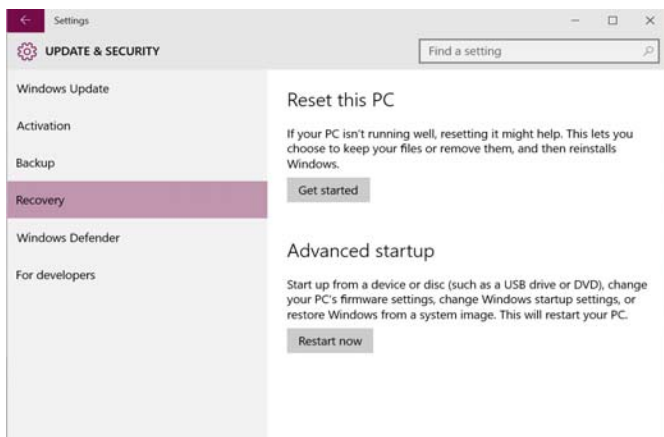 Settings
UPDATE & SECURITY
Find a setting
Windows Update
Activation
Backup
Recovery
Windows Defender
For developers
Reset this PC
If your PC isn't running well, resetting it might help. This lets you
choose to keep your files or remove them, and then reinstalls
Windows.
Get started
Advanced startup
Start up from a device or disc (such as a USB drive or DVD), change
your PC's firmware settings, change Windows startup settings, or
restore Windows from a system image. This will restart your PC.
Restart now